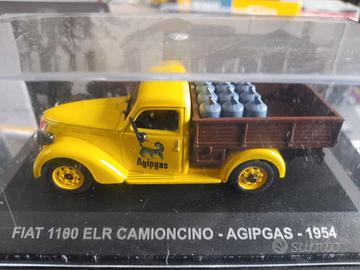 Agipgas
FIAT 1100 ELR CAMIONCINO - AGIPGAS - 1954
subito